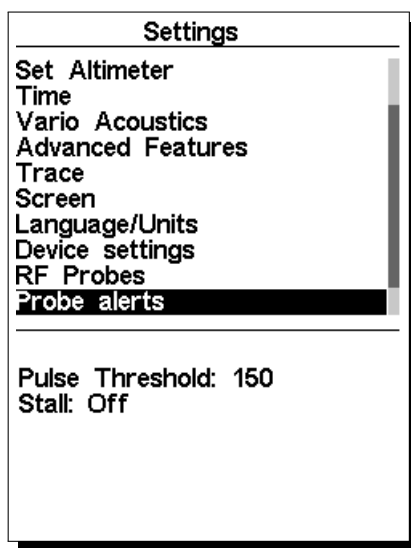 Settings
Set Altimeter
Time
Vario Acoustics
Advanced Features
Trace
Screen
Language/Units
Device settings
RF Probes
Probe alerts
Pulse Threshold: 150
Stall: Off